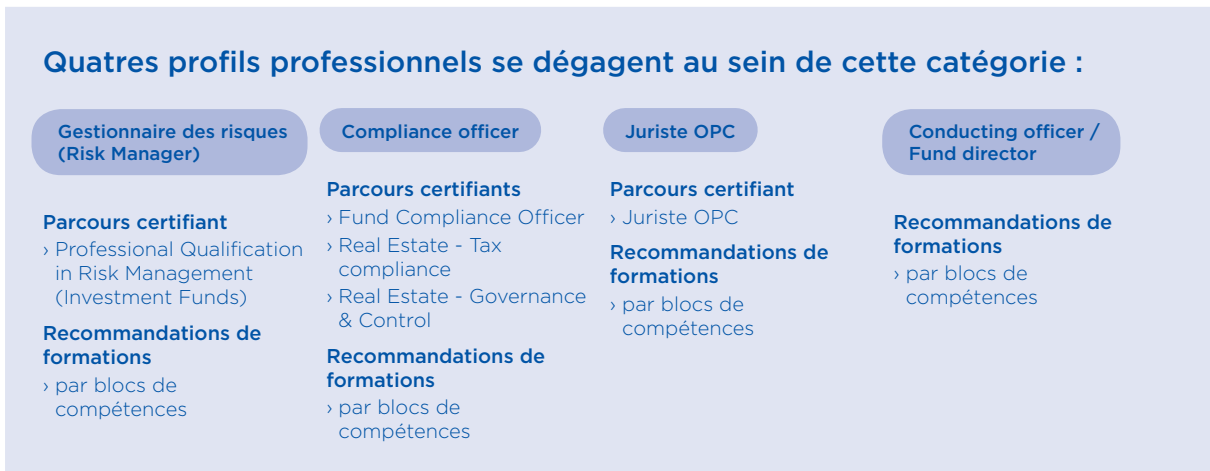 Quatres profils professionnels se dégagent au sein de cette catégorie :
Gestionnaire des risques
(Risk Manager)
Parcours certifiant
› Professional Qualification
in Risk Management
(Investment Funds)
Recommandations de
formations
› par blocs de
compétences
Compliance officer
Parcours certifiants
› Fund Compliance Officer
› Real Estate - Tax
compliance
› Real Estate - Governance
& Control
Recommandations de
formations
› par blocs de
compétences
Juriste OPC
Parcours certifiant
› Juriste OPC
Recommandations de
formations
› par blocs de
compétences
Conducting officer /
Fund director
Recommandations de
formations
› par blocs de
compétences